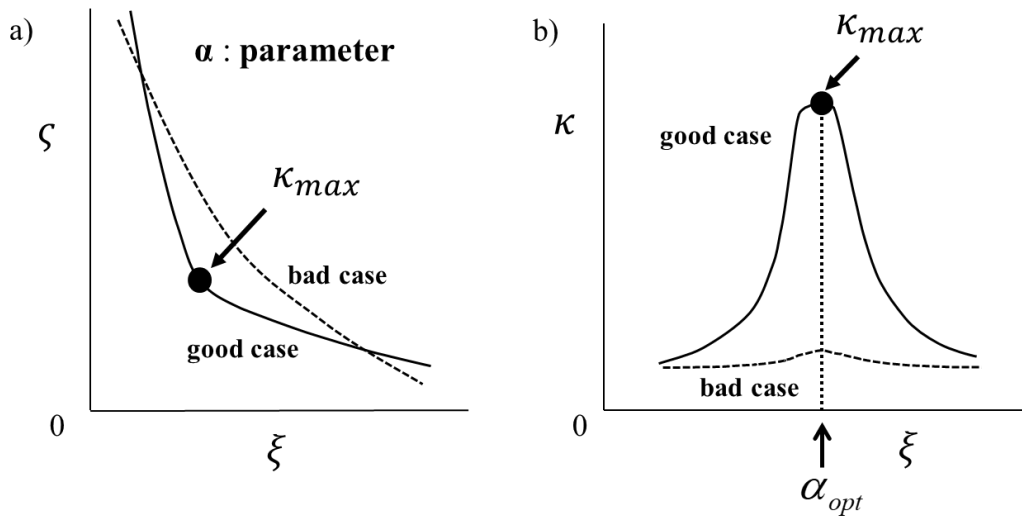 a)
α : parameter
ς
κmax
bad case
good case
0
ξ
b)
κmax
κ
good case
bad case
0
ξ
αopt